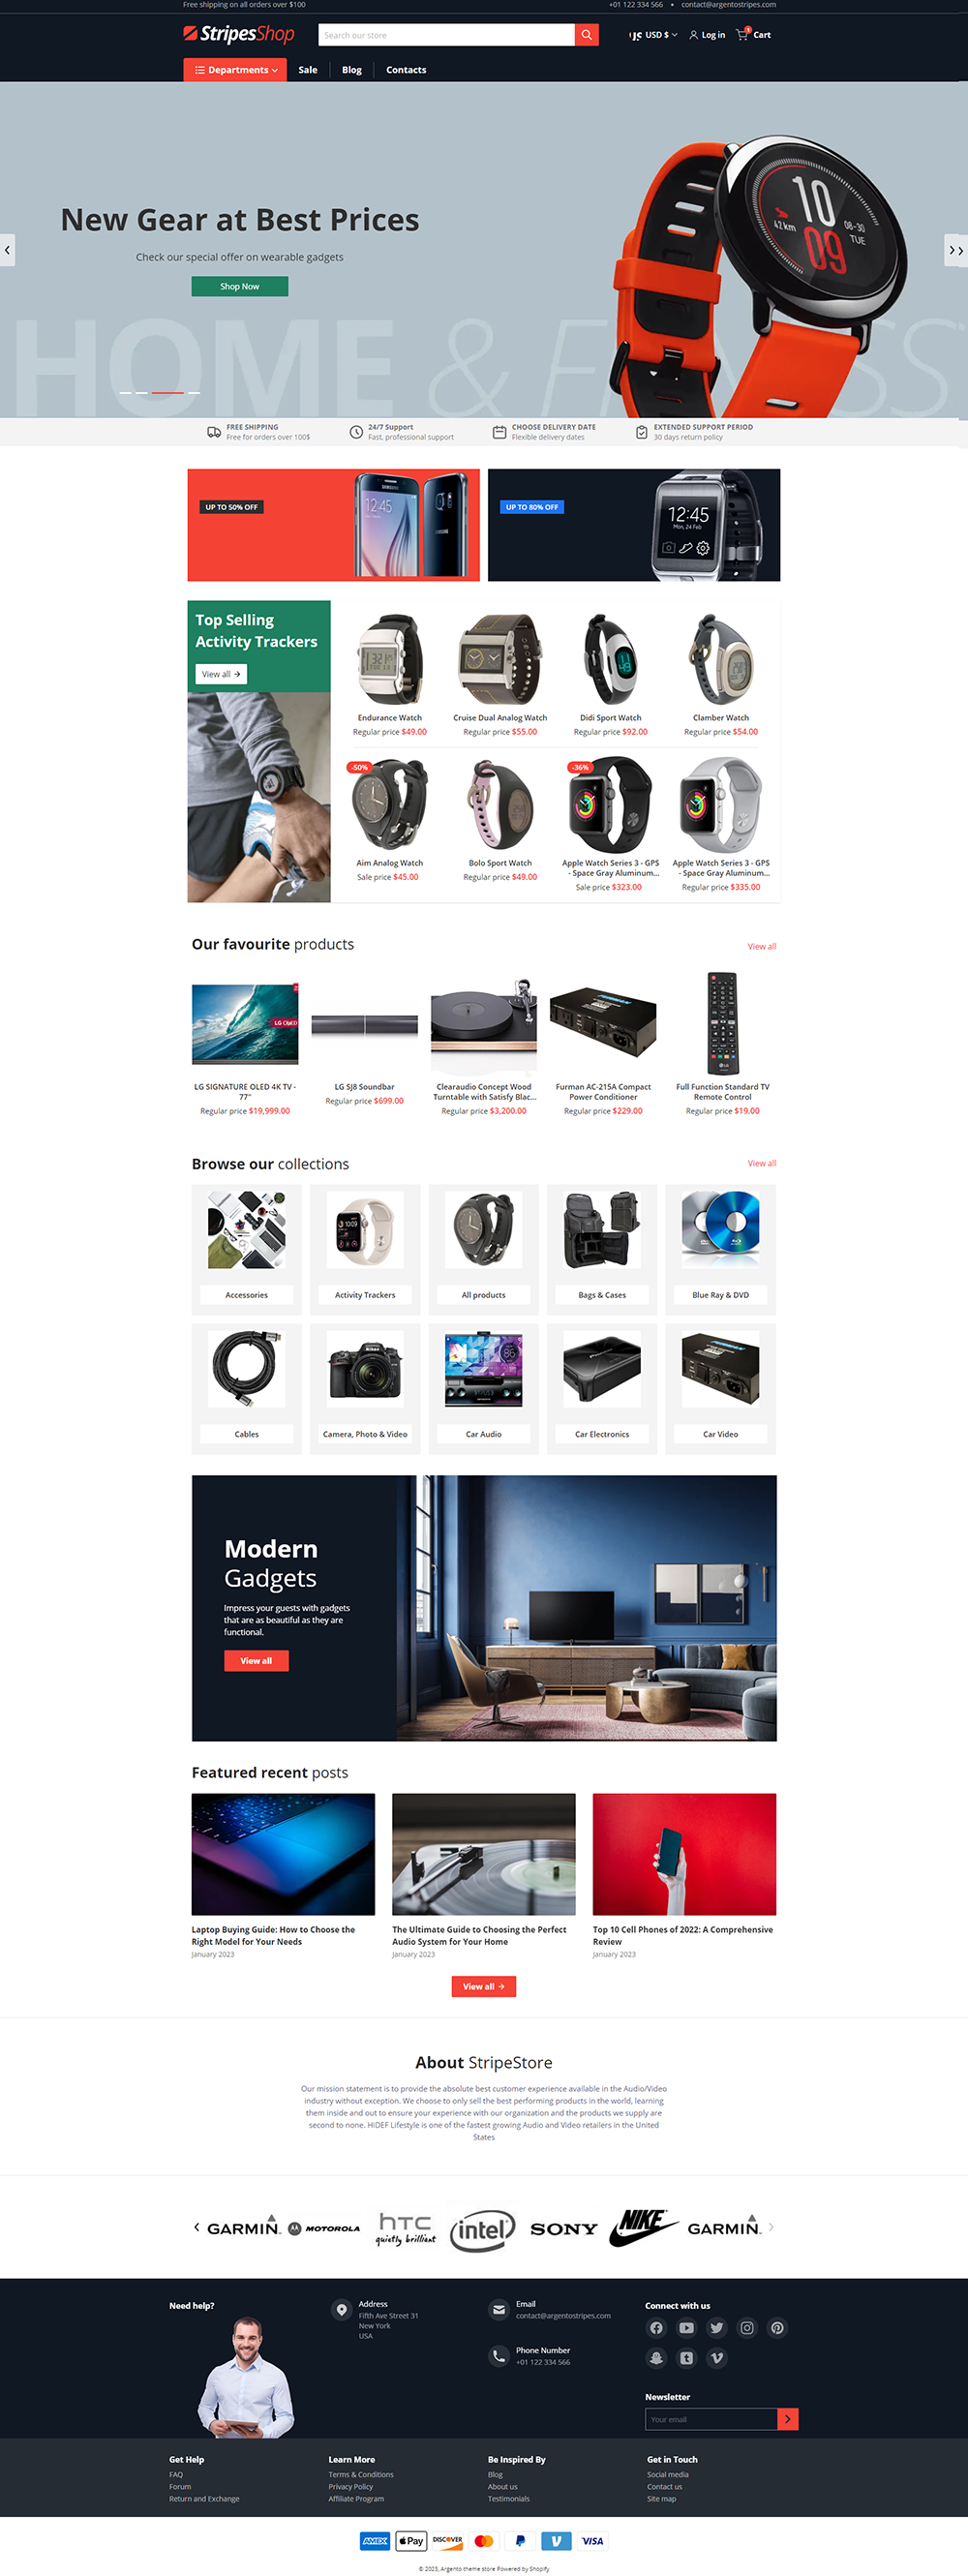 Free shipping on all orders over $100
+01 122 334 566 • contact@argentostripes.com
StripesShop
Search our store
USD $
Log in
1
Cart
Departments
Sale
Blog
Contacts
New Gear at Best Prices
Check our special offer on wearable gadgets
Shop Now
HOME & FITNESS
10
09
42 km
08-30
TUE
FREE SHIPPING
Free for orders over 100$
24/7 Support
Fast, professional support
CHOOSE DELIVERY DATE
Flexible delivery dates
EXTENDED SUPPORT PERIOD
30 days return policy
UP TO 50% OFF
SAMSUNG
12:45
UP TO 80% OFF
12:45
Mon, 24 Feb
Top Selling
Activity Trackers
View all →
Endurance Watch
Regular price $49.00
Cruise Dual Analog Watch
Regular price $55.00
Didi Sport Watch
Regular price $92.00
Clamber Watch
Regular price $54.00
-50%
Aim Analog Watch
Sale price $45.00
Bolo Sport Watch
Regular price $49.00
-36%
Apple Watch Series 3 - GPS
- Space Gray Aluminum...
Sale price $323.00
Apple Watch Series 3 - GPS
- Space Gray Aluminum...
Regular price $335.00
Our favourite products
View all
LG OLED
LG SIGNATURE OLED 4K TV -
77"
Regular price $19,999.00
LG SJ8 Soundbar
Regular price $699.00
Clearaudio Concept Wood
Turntable with Satisfy Blac...
Regular price $3,200.00
Furman AC-215A Compact
Power Conditioner
Regular price $229.00
Full Function Standard TV
Remote Control
Regular price $19.00
Browse our collections
View all
Accessories
Activity Trackers
All products
Bags & Cases
Blue Ray & DVD
Nikon
86
Cables
Camera, Photo & Video
Car Audio
Car Electronics
Car Video
Modern
Gadgets
Impress your guests with gadgets
that are as beautiful as they are
functional.
View all
Featured recent posts
Laptop Buying Guide: How to Choose the
Right Model for Your Needs
January 2023
The Ultimate Guide to Choosing the Perfect
Audio System for Your Home
January 2023
Top 10 Cell Phones of 2022: A Comprehensive
Review
January 2023
View all →
About StripeStore
Our mission statement is to provide the absolute best customer experience available in the Audio/Video
industry without exception. We choose to only sell the best performing products in the world, learning
them inside and out to ensure your experience with our organization and the products we supply are
second to none. HiDEF Lifestyle is one of the fastest growing Audio and Video retailers in the United
States
GARMIN
MOTOROLA
hTC
quietly brilliant
intel
SONY
NIKE
GARMIN
Need help?
Address
Fifth Ave Street 31
New York
USA
Email
contact@argentostripes.com
Phone Number
+01 122 334 566
Connect with us
Newsletter
Your email
Get Help
FAQ
Forum
Return and Exchange
Learn More
Terms & Conditions
Privacy Policy
Affiliate Program
Be Inspired By
Blog
About us
Testimonials
Get in Touch
Social media
Contact us
Site map
AMEX
Pay
DISCOVER
VISA
© 2023, Argento theme store Powered by Shopify